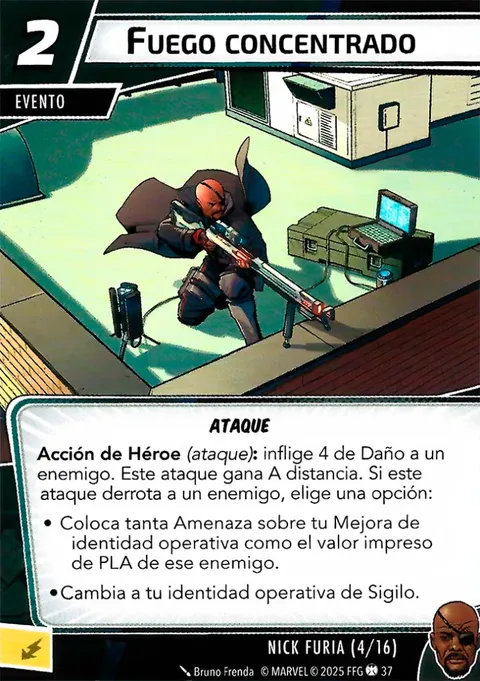 2
FUEGO CONCENTRADO
EVENTO
ATAQUE
Acción de Héroe (ataque): inflige 4 de Daño a un
enemigo. Este ataque gana A distancia. Si este
ataque derrota a un enemigo, elige una opción:
• Coloca tanta Amenaza sobre tu Mejora de
identidad operativa como el valor impreso
de PLA de ese enemigo.
•Cambia a tu identidad operativa de Sigilo.
NICK FURIA (4/16)
Bruno Frenda © MARVEL © 2025 FFG 37